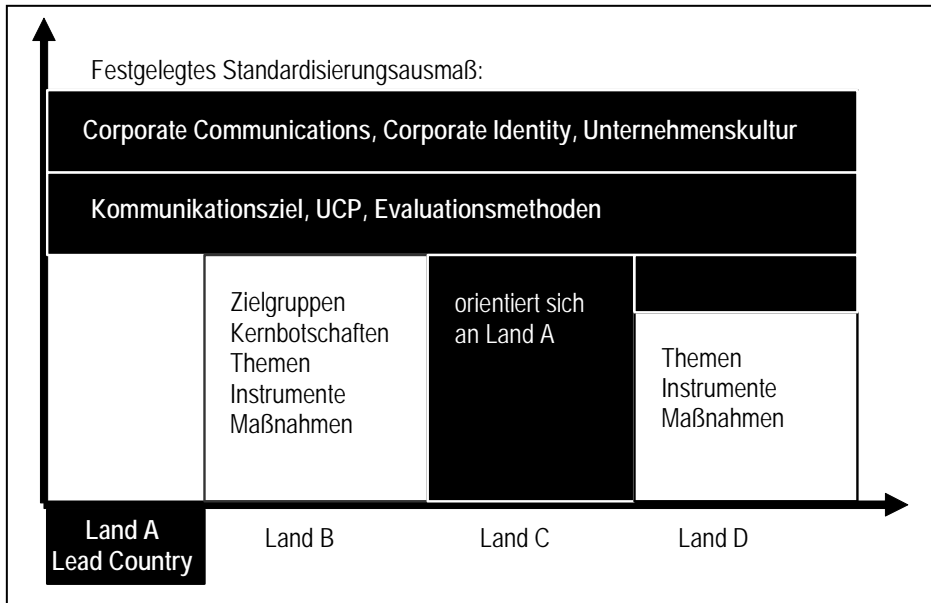 Festgelegtes Standardisierungsausmaß:
Corporate Communications, Corporate Identity, Unternehmenskultur
Kommunikationsziel, UCP, Evaluationsmethoden
Zielgruppen
Kernbotschaften
Themen
Instrumente
Maßnahmen
orientiert sich
an Land A
Themen
Instrumente
Maßnahmen
Land A
Lead Country
Land B
Land C
Land D